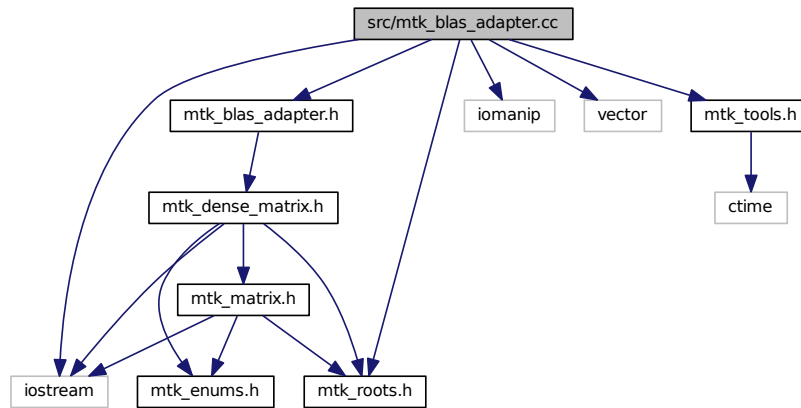 src/mtk_blas_adapter.cc
mtk_blas_adapter.h
iomanip
vector
mtk_tools.h
mtk_dense_matrix.h
ctime
mtk_matrix.h
iostream
mtk_enums.h
mtk_roots.h